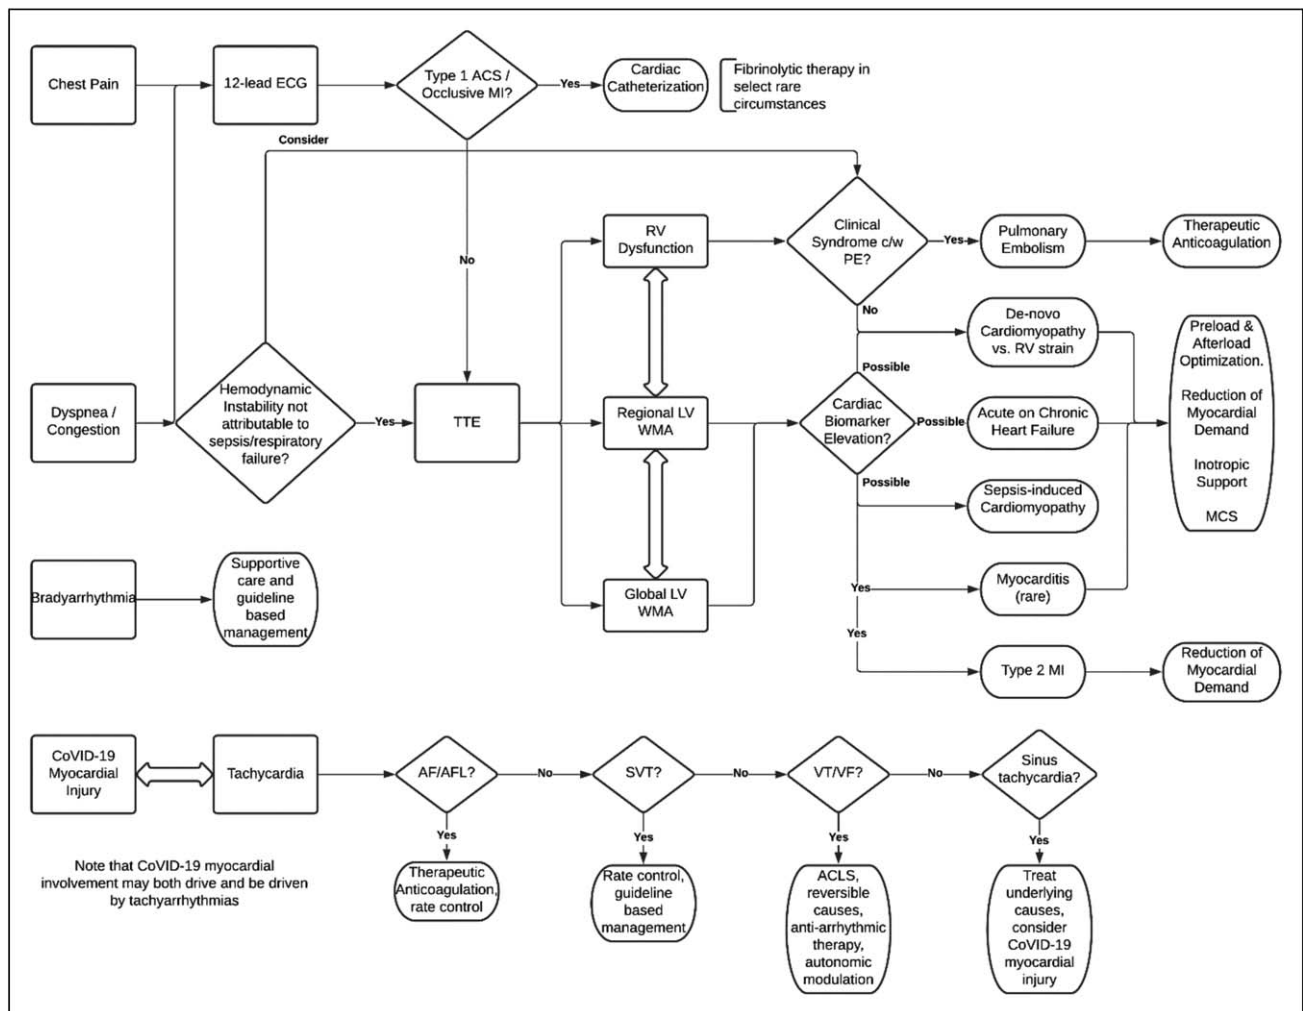 Chest Pain
12-lead ECG
Type 1 ACS /
Occlusive MI?
Yes
Cardiac
Catheterization
Fibrinolytic therapy in
select rare
circumstances
Consider
No
RV
Dysfunction
Clinical
Syndrome c/w
PE?
Yes
Pulmonary
Embolism
Therapeutic
Anticoagulation
No
De-novo
Cardiomyopathy
vs. RV strain
Preload &
Afterload
Optimization.
Reduction of
Myocardial
Demand
Inotropic
Support
MCS
Possible
Dyspnea /
Congestion
Hemodynamic
Instability not
attributable to
sepsis/respiratory
failure?
Yes
TTE
Regional LV
WMA
Cardiac
Biomarker
Elevation?
Possible
Acute on Chronic
Heart Failure
Possible
Sepsis-induced
Cardiomyopathy
Bradyarrhythmia
Supportive
care and
guideline
based
management
Global LV
WMA
Yes
Myocarditis
(rare)
Yes
Type 2 MI
Reduction of
Myocardial
Demand
CoVID-19
Myocardial
Injury
Tachycardia
AF/AFL?
No
SVT?
No
VT/VF?
No
Sinus
tachycardia?
Yes
Yes
Yes
Yes
Note that CoVID-19 myocardial
involvement may both drive and be driven
by tachyarrhythmias
Therapeutic
Anticoagulation,
rate control
Rate control,
guideline
based
management
ACLS,
reversible
causes,
anti-arrhythmic
therapy,
autonomic
modulation
Treat
underlying
causes,
consider
CoVID-19
myocardial
injury